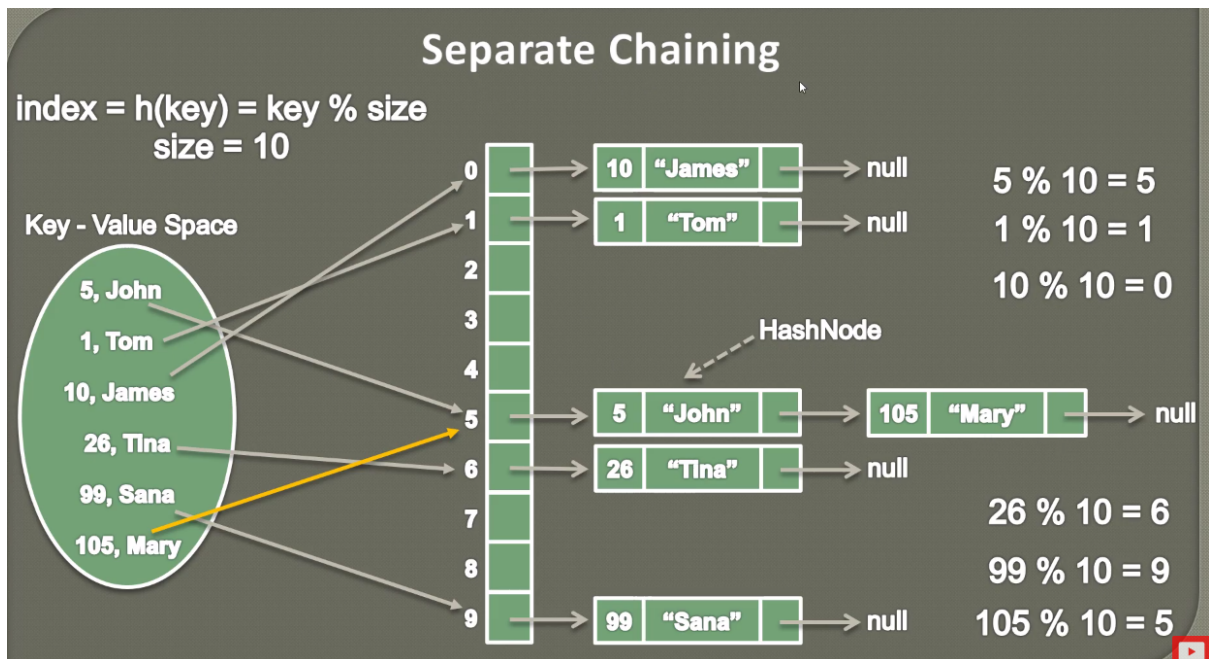 Separate Chaining
index = h(key) = key % size
size = 10
Key - Value Space
5, John
1, Tom
10, James
26, Tina
99, Sana
105, Mary
0
1
2
3
4
5
6
7
8
9
10 “James” null
1 “Tom” null
HashNode
5 “John” 105 “Mary” null
26 “Tina” null
99 “Sana” null
5 % 10 = 5
1 % 10 = 1
10 % 10 = 0
26 % 10 = 6
99 % 10 = 9
105 % 10 = 5